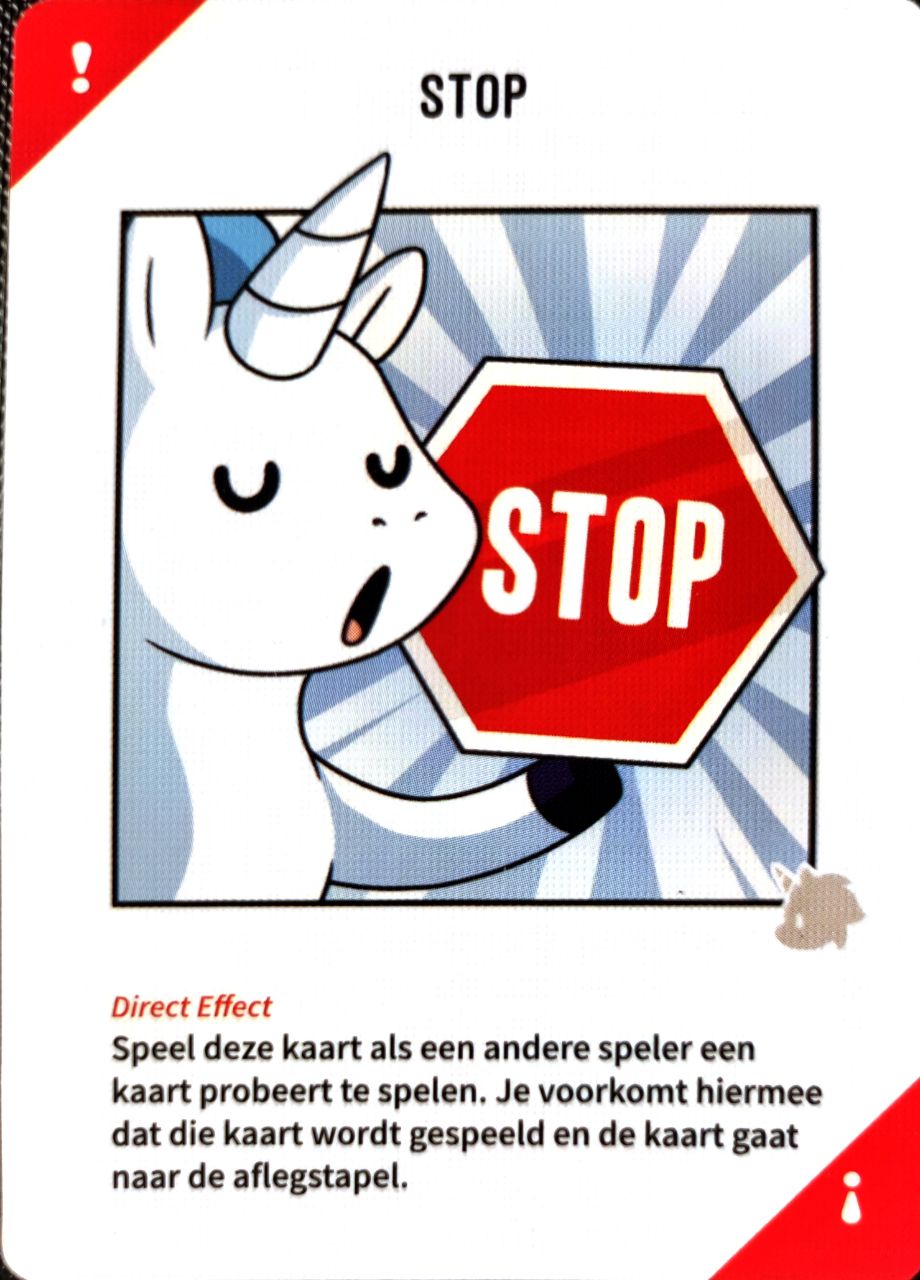 !
STOP
STOP
Direct Effect
Speel deze kaart als een andere speler een
kaart probeert te spelen. Je voorkomt hiermee
dat die kaart wordt gespeeld en de kaart gaat
naar de aflegstapel.
!